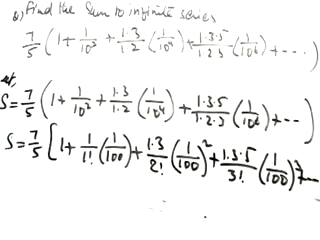 Q) Find the Sum to infinite series
7/5 (1 + 1/10² + 1.3/1.2 (1/10⁴) + 1.3.5/1.2.3 (1/10⁶) + ---)
S = 7/5 (1 + 1/10² + 1.3/1.2 (1/10⁴) + 1.3.5/1.2.3 (1/10⁶) + --)
S = 7/5 [1 + 1/1! (1/100) + 1.3/2! (1/100)² + 1.3.5/3! (1/100)³ ---